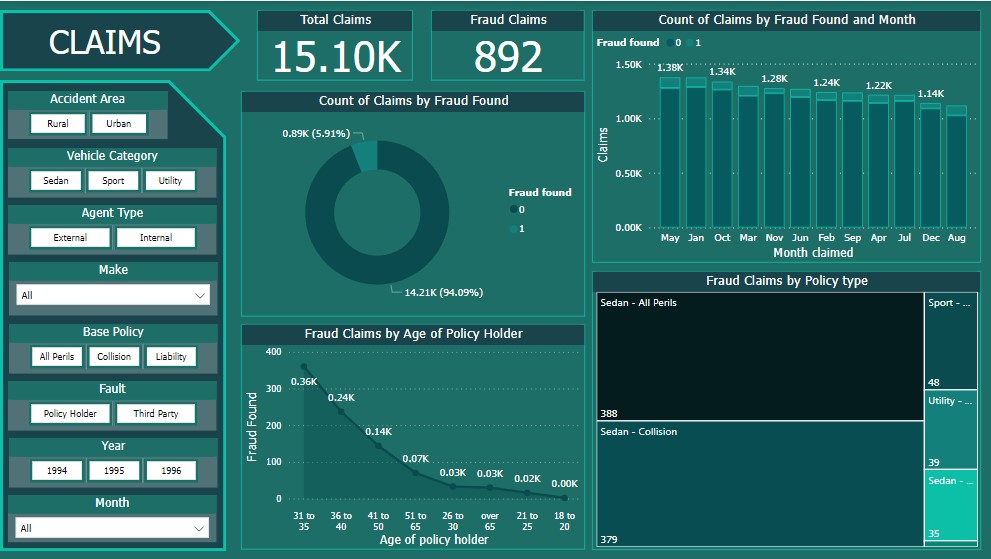 CLAIMS
Accident Area
Rural Urban
Vehicle Category
Sedan Sport Utility
Agent Type
External Internal
Make
All
Base Policy
All Perils Collision Liability
Fault
Policy Holder Third Party
Year
1994 1995 1996
Month
All
Total Claims
15.10K
Fraud Claims
892
Count of Claims by Fraud Found
0.89K (5.91%)
14.21K (94.09%)
Fraud found
0
1
Fraud Claims by Age of Policy Holder
Fraud Found
400
300
200
100
0
0.36K
0.24K
0.14K
0.07K
0.03K
0.03K
0.02K
0.00K
31 to 36 to 41 to 51 to 26 to over 21 to 18 to
35 40 50 65 30 65 25 20
Age of policy holder
Count of Claims by Fraud Found and Month
Fraud found 0 1
Claims
1.50K
1.00K
0.50K
0.00K
1.38K 1.34K 1.28K 1.24K 1.22K 1.14K
May Jan Oct Mar Nov Jun Feb Sep Apr Jul Dec Aug
Month claimed
Fraud Claims by Policy type
Sedan - All Perils
388
Sedan - Collision
379
Sport - ...
48
Utility - ...
39
Sedan - ...
35